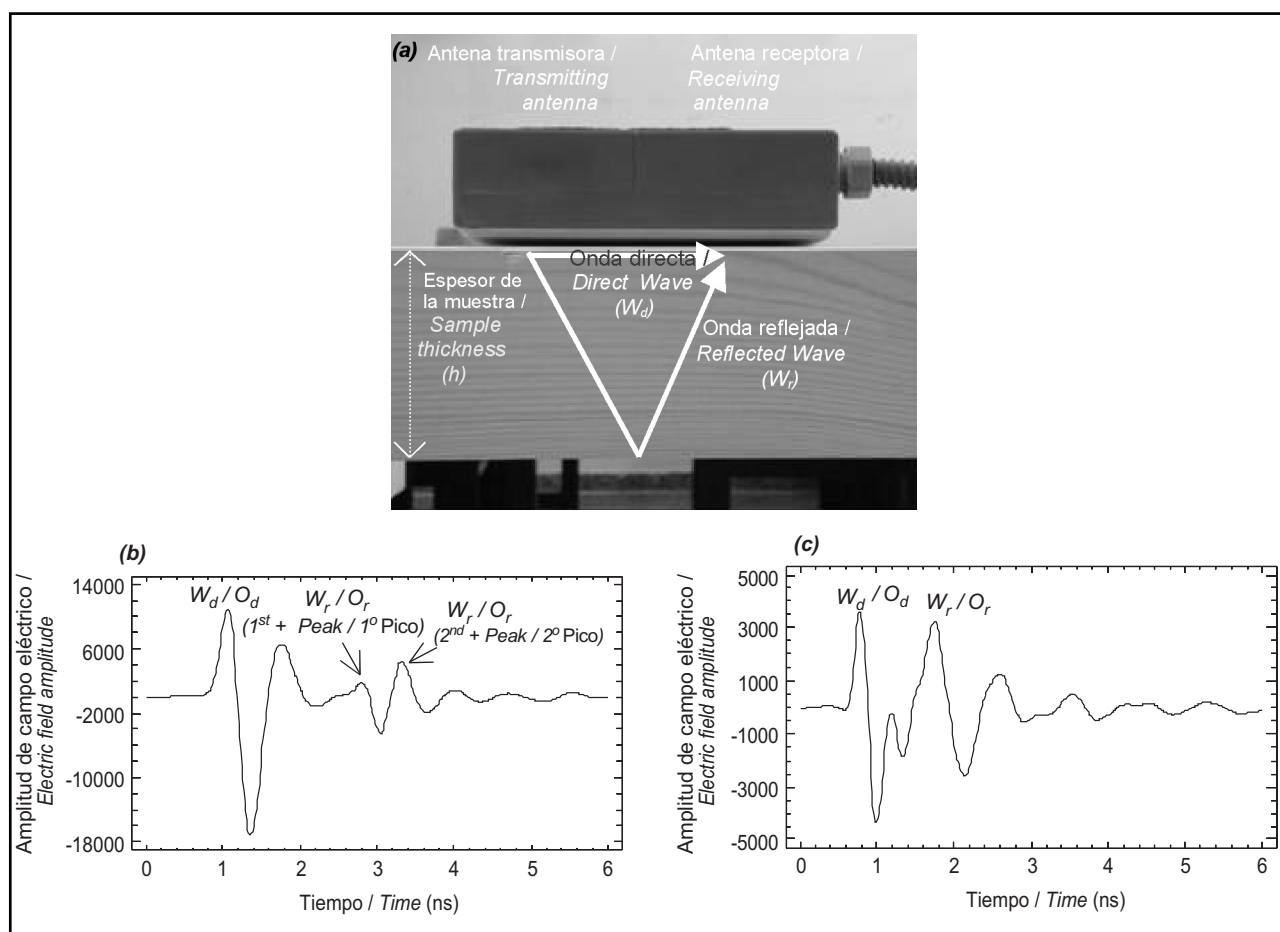 (a)
Antena transmisora /
Transmitting
antenna
Antena receptora /
Receiving
antenna
Onda directa /
Direct Wave
(Wd)
Espesor de
la muestra /
Sample
thickness
(h)
Onda reflejada /
Reflected Wave
(Wr)
(b)
Amplitud de campo eléctrico /
Electric field amplitude
14000
6000
-2000
-10000
-18000
Wd / Od
Wr / Or
(1st + Peak / 1o Pico)
Wr / Or
(2nd + Peak / 2o Pico)
0 1 2 3 4 5 6
Tiempo / Time (ns)
(c)
Amplitud de campo eléctrico /
Electric field amplitude
5000
3000
1000
-1000
-3000
-5000
Wd / Od
Wr / Or
0 1 2 3 4 5 6
Tiempo / Time (ns)